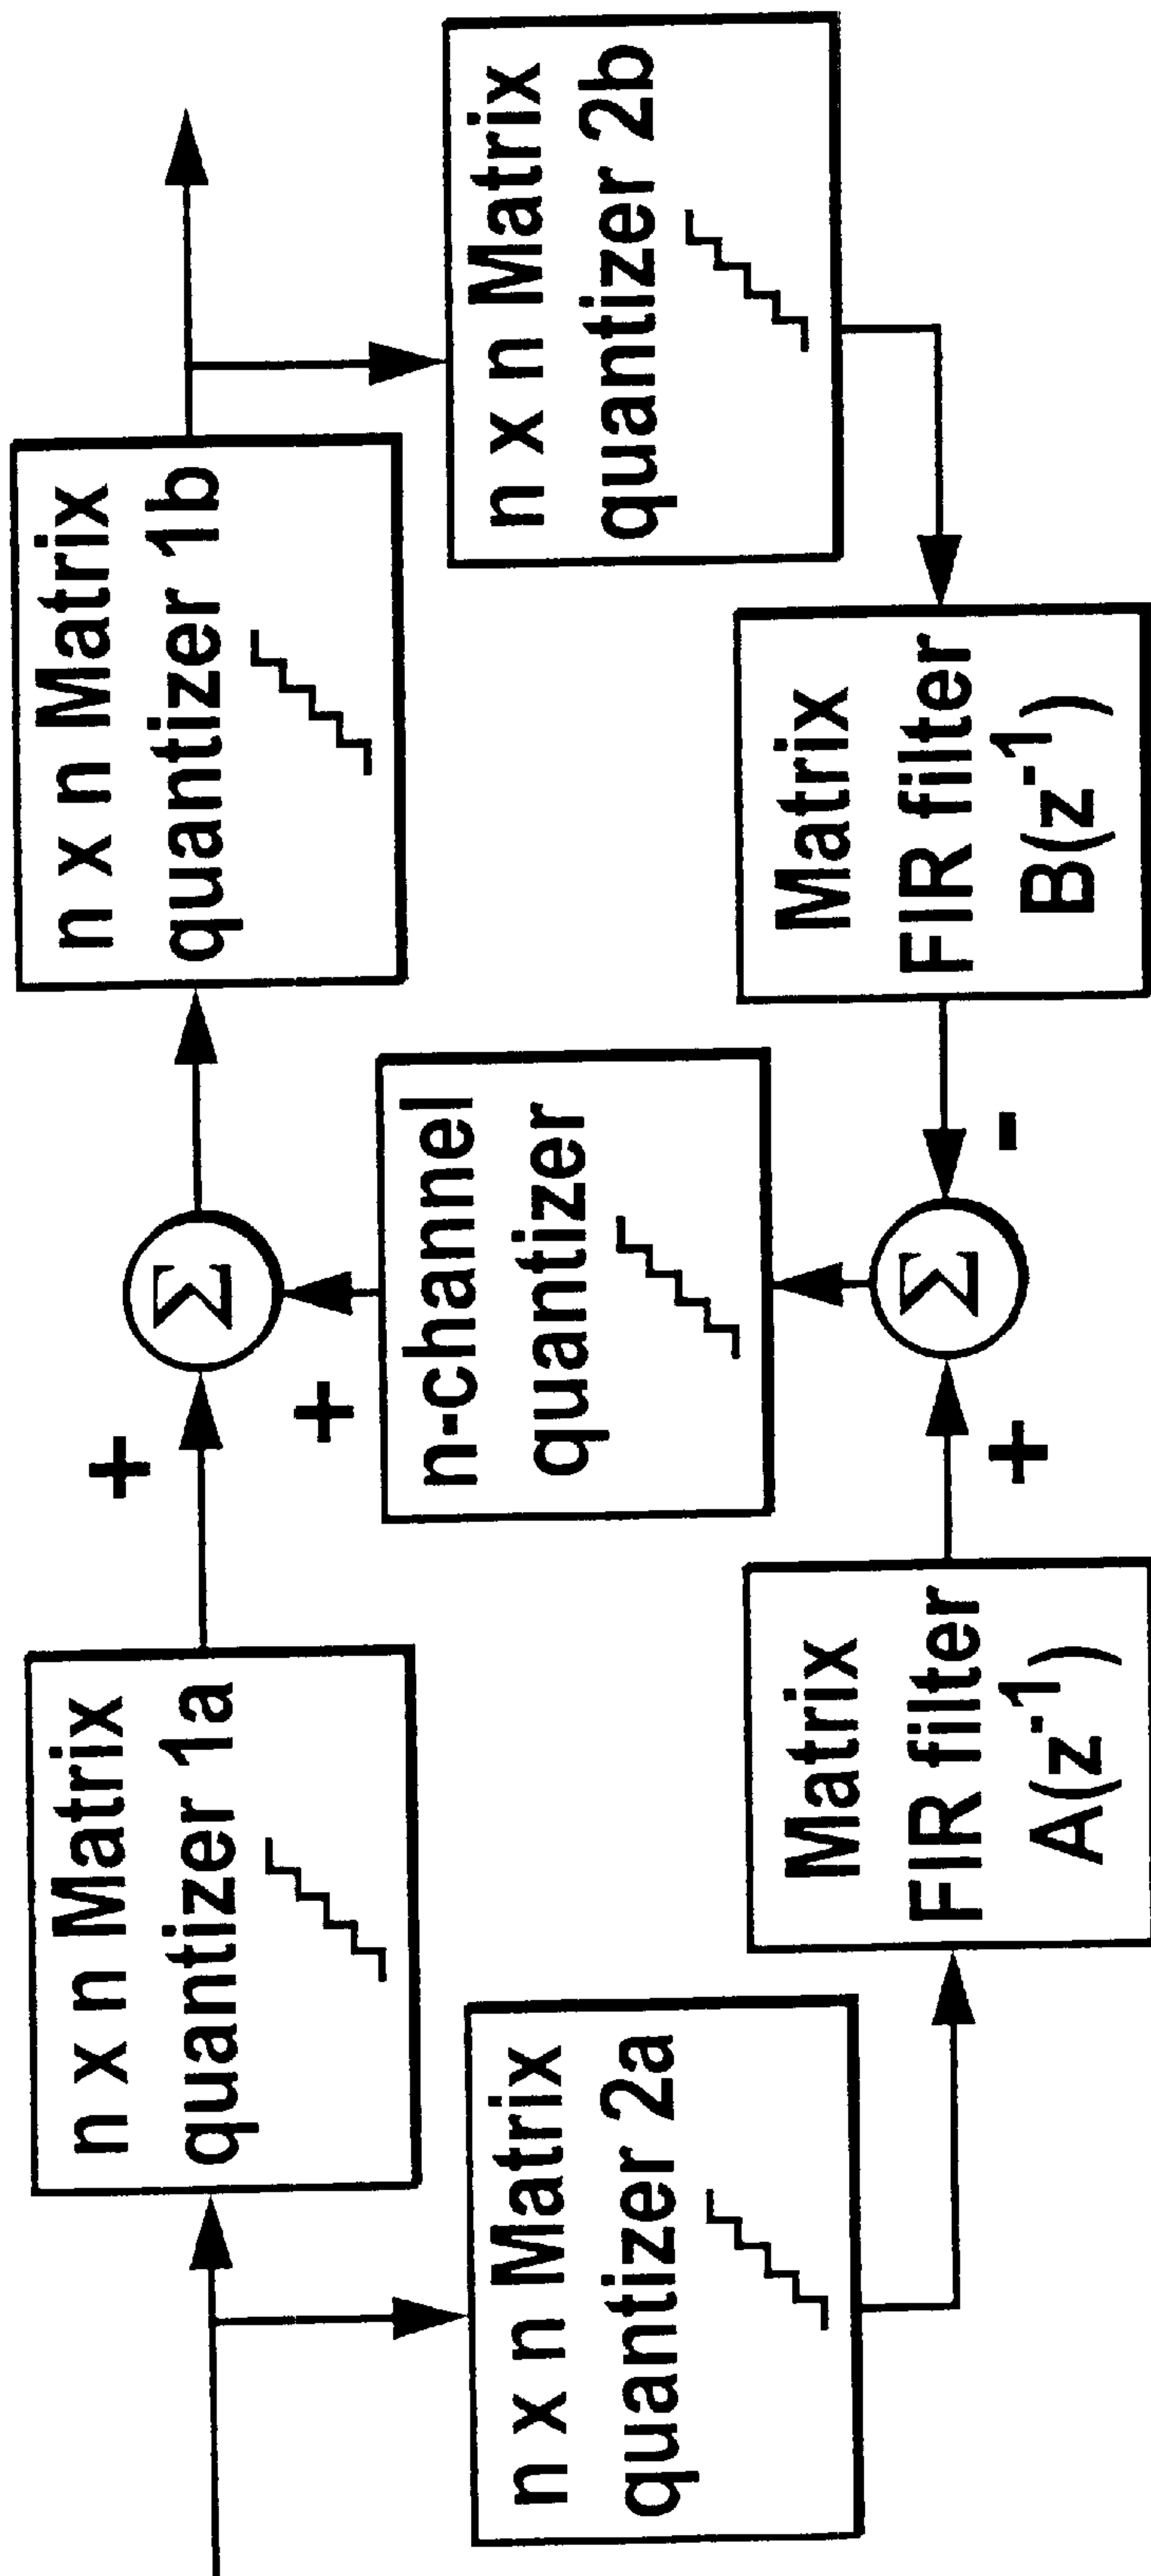 n x n Matrix
quantizer 1a
+
Σ
n x n Matrix
quantizer 1b
n x n Matrix
quantizer 2a
+
n-channel
quantizer
n x n Matrix
quantizer 2b
Matrix
FIR filter
A(z⁻¹)
+
Σ
-
Matrix
FIR filter
B(z⁻¹)